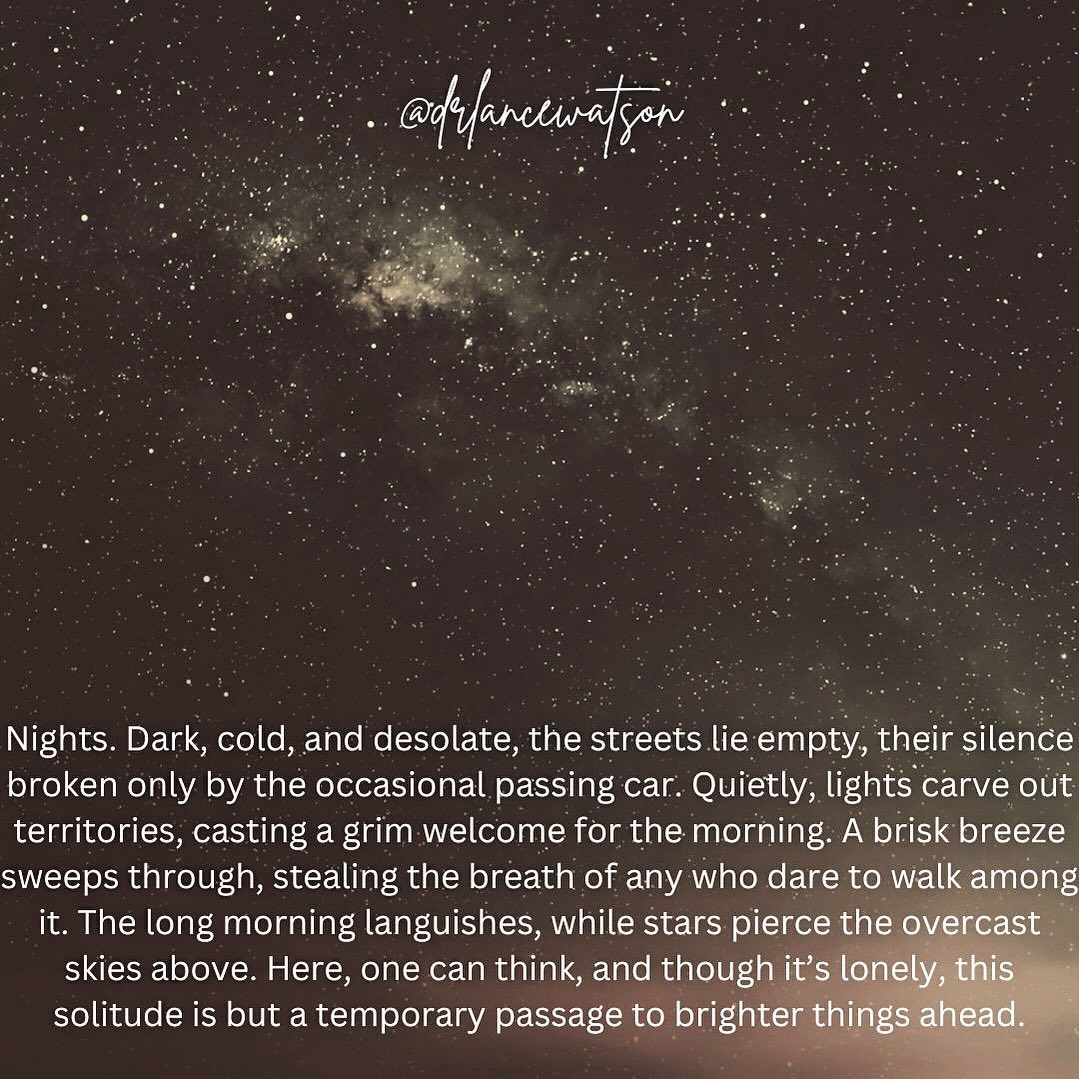 @drlancewatson
Nights. Dark, cold, and desolate, the streets lie empty, their silence
broken only by the occasional passing car. Quietly, lights carve out
territories, casting a grim welcome for the morning. A brisk breeze
sweeps through, stealing the breath of any who dare to walk among
it. The long morning languishes, while stars pierce the overcast
skies above. Here, one can think, and though it’s lonely, this
solitude is but a temporary passage to brighter things ahead.